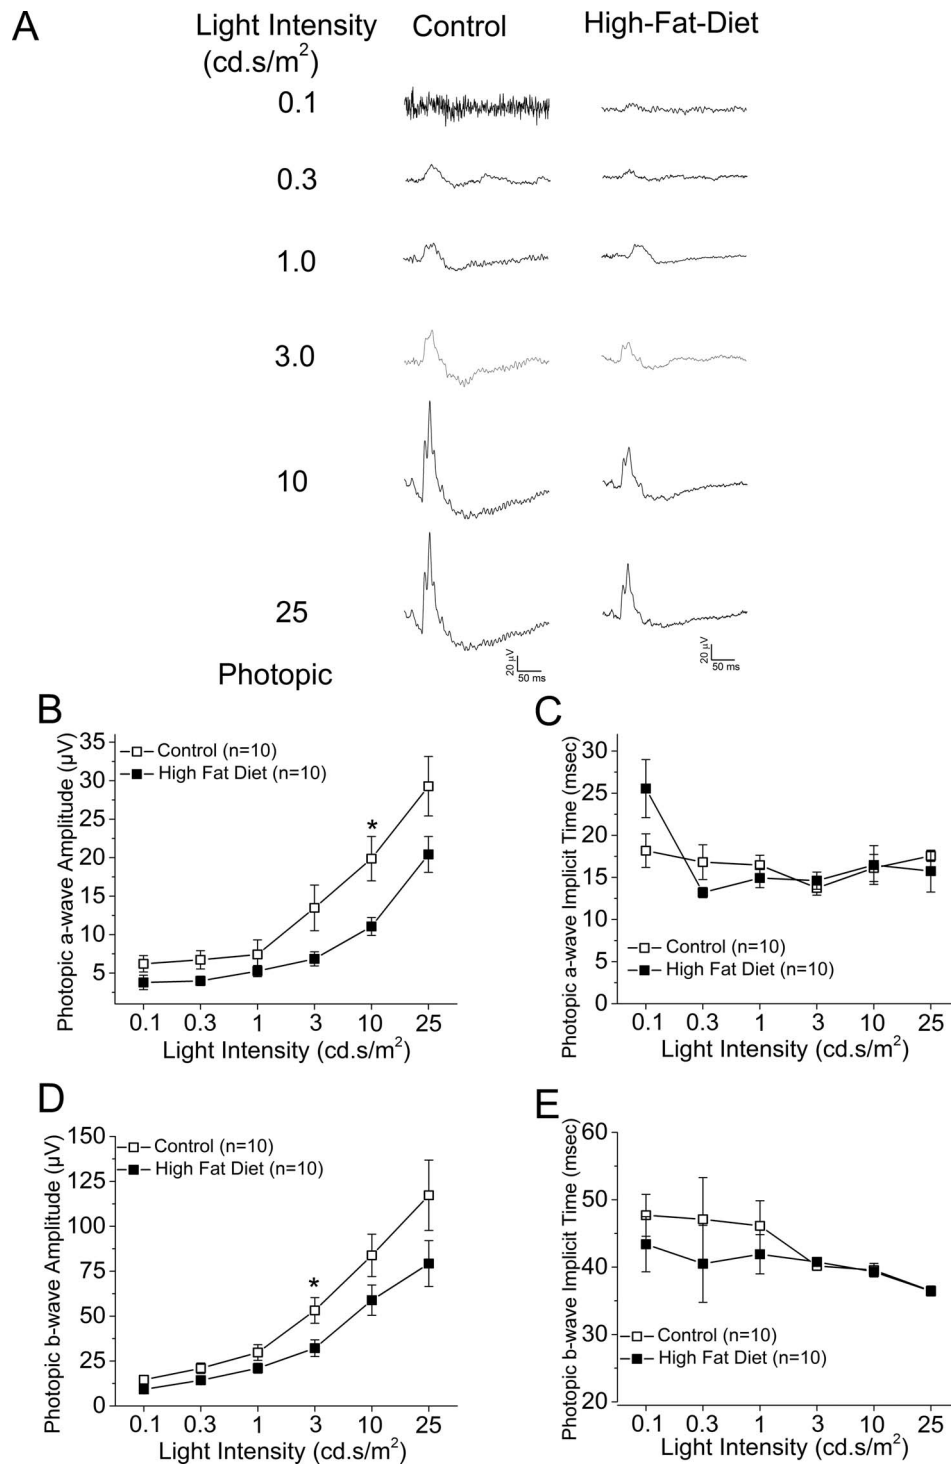 A
Light Intensity
(cd.s/m²)
Control
High-Fat-Diet
0.1
0.3
1.0
3.0
10
25
20 µV
50 ms
20 µV
50 ms
Photopic
B
Photopic a-wave Amplitude (µV)
35
30
25
20
15
10
5
Control (n=10)
High Fat Diet (n=10)
*
0.1 0.3 1 3 10 25
Light Intensity (cd.s/m²)
C
Photopic a-wave Implicit Time (msec)
30
25
20
15
10
5
0
Control (n=10)
High Fat Diet (n=10)
0.1 0.3 1 3 10 25
Light Intensity (cd.s/m²)
D
Photopic b-wave Amplitude (µV)
150
125
100
75
50
25
0
Control (n=10)
High Fat Diet (n=10)
*
0.1 0.3 1 3 10 25
Light Intensity (cd.s/m²)
E
Photopic b-wave Implicit Time (msec)
60
50
40
30
20
Control (n=10)
High Fat Diet (n=10)
0.1 0.3 1 3 10 25
Light Intensity (cd.s/m²)